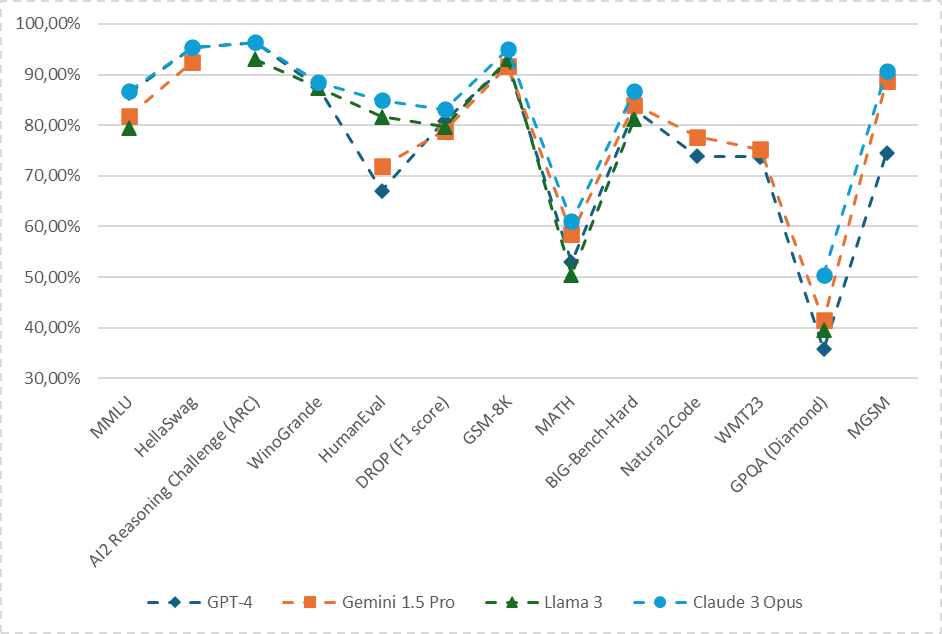 100,00%
90,00%
80,00%
70,00%
60,00%
50,00%
40,00%
30,00%
MMLU
HellaSwag
AI2 Reasoning Challenge (ARC)
WinoGrande
HumanEval
DROP (F1 score)
GSM-8K
MATH
BIG-Bench-Hard
Natural2Code
WMT23
GPQA (Diamond)
MGSM
GPT-4 Gemini 1.5 Pro Llama 3 Claude 3 Opus